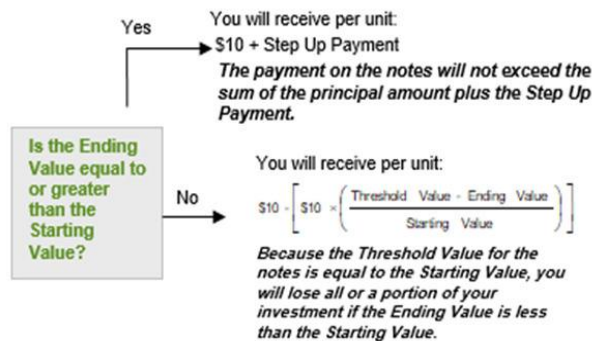 Yes
You will receive per unit:
$10 + Step Up Payment
The payment on the notes will not exceed the
sum of the principal amount plus the Step Up
Payment.
Is the Ending
Value equal to
or greater
than the
Starting
Value?
No
You will receive per unit:
$10 - [ $10 × ( Threshold Value - Ending Value
Starting Value ) ]
Because the Threshold Value for the
notes is equal to the Starting Value, you
will lose all or a portion of your
investment if the Ending Value is less
than the Starting Value.